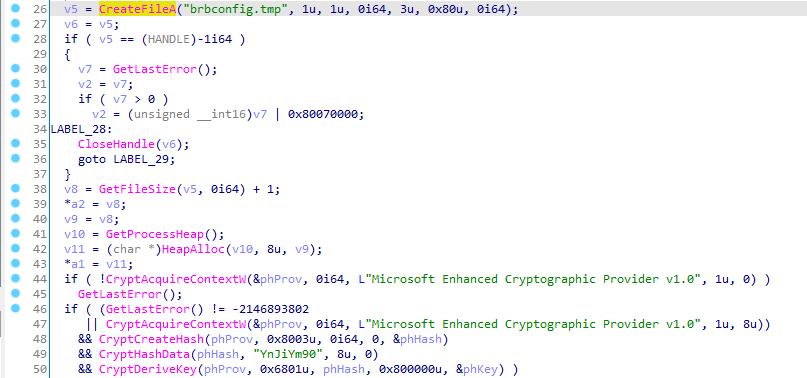 26 v5 = CreateFileA("brbconfig.tmp", 1u, 1u, 0i64, 3u, 0x80u, 0i64);
27 v6 = v5;
28 if ( v5 == (HANDLE)-1i64 )
29 {
30 v7 = GetLastError();
31 v2 = v7;
32 if ( v7 > 0 )
33 v2 = (unsigned __int16)v7 | 0x80070000;
34 LABEL_28:
35 CloseHandle(v6);
36 goto LABEL_29;
37 }
38 v8 = GetFileSize(v5, 0i64) + 1;
39 *a2 = v8;
40 v9 = v8;
41 v10 = GetProcessHeap();
42 v11 = (char *)HeapAlloc(v10, 8u, v9);
43 *a1 = v11;
44 if ( !CryptAcquireContextW(&phProv, 0i64, L"Microsoft Enhanced Cryptographic Provider v1.0", 1u, 0) )
45 GetLastError();
46 if ( (GetLastError() != -2146893802
47 || CryptAcquireContextW(&phProv, 0i64, L"Microsoft Enhanced Cryptographic Provider v1.0", 1u, 8u))
48 && CryptCreateHash(phProv, 0x8003u, 0i64, 0, &phHash)
49 && CryptHashData(phHash, "YnJiYm90", 8u, 0)
50 && CryptDeriveKey(phProv, 0x6801u, phHash, 0x800000u, &phKey) )